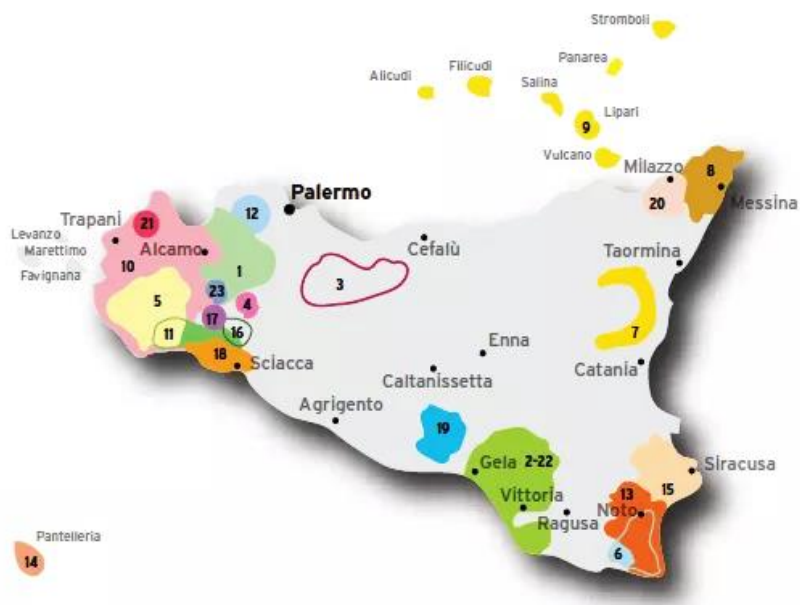 Stromboli
Panarea
Filicudi
Alicudi
Salina
Lipari
9
Vulcano
Milazzo
8
Messina
20
Palermo
12
Trapani
21
Levanzo
Marettimo
Favignana
Alcamo
10
1
Cefalù
Taormina
3
23
4
5
17
16
11
18
Sciacca
7
Enna
Catania
Caltanissetta
Agrigento
19
Gela
2-22
Siracusa
15
Vittoria
13
Noto
Ragusa
6
Pantelleria
14